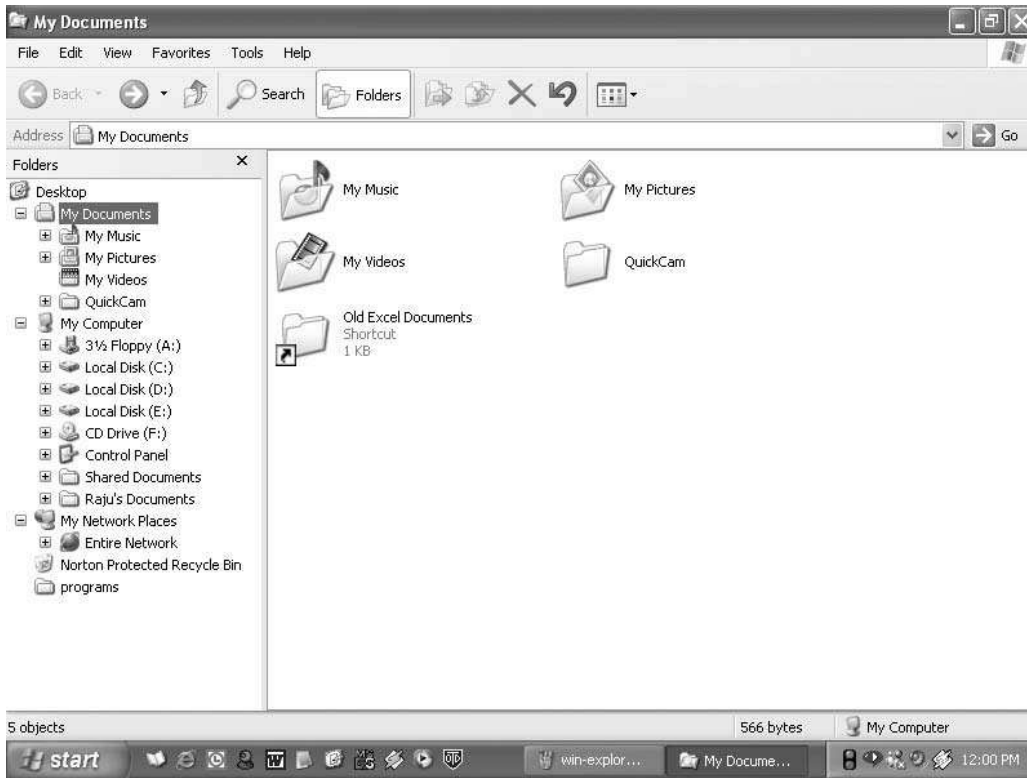 My Documents
File Edit View Favorites Tools Help
Back Search Folders
Address My Documents Go
Folders
Desktop
My Documents
My Music
My Pictures
My Videos
QuickCam
My Computer
3½ Floppy (A:)
Local Disk (C:)
Local Disk (D:)
Local Disk (E:)
CD Drive (F:)
Control Panel
Shared Documents
Raju's Documents
My Network Places
Entire Network
Norton Protected Recycle Bin
programs
My Music
My Pictures
My Videos
QuickCam
Old Excel Documents
Shortcut
1 KB
5 objects 566 bytes My Computer
start win-explor... My Docume... 12:00 PM